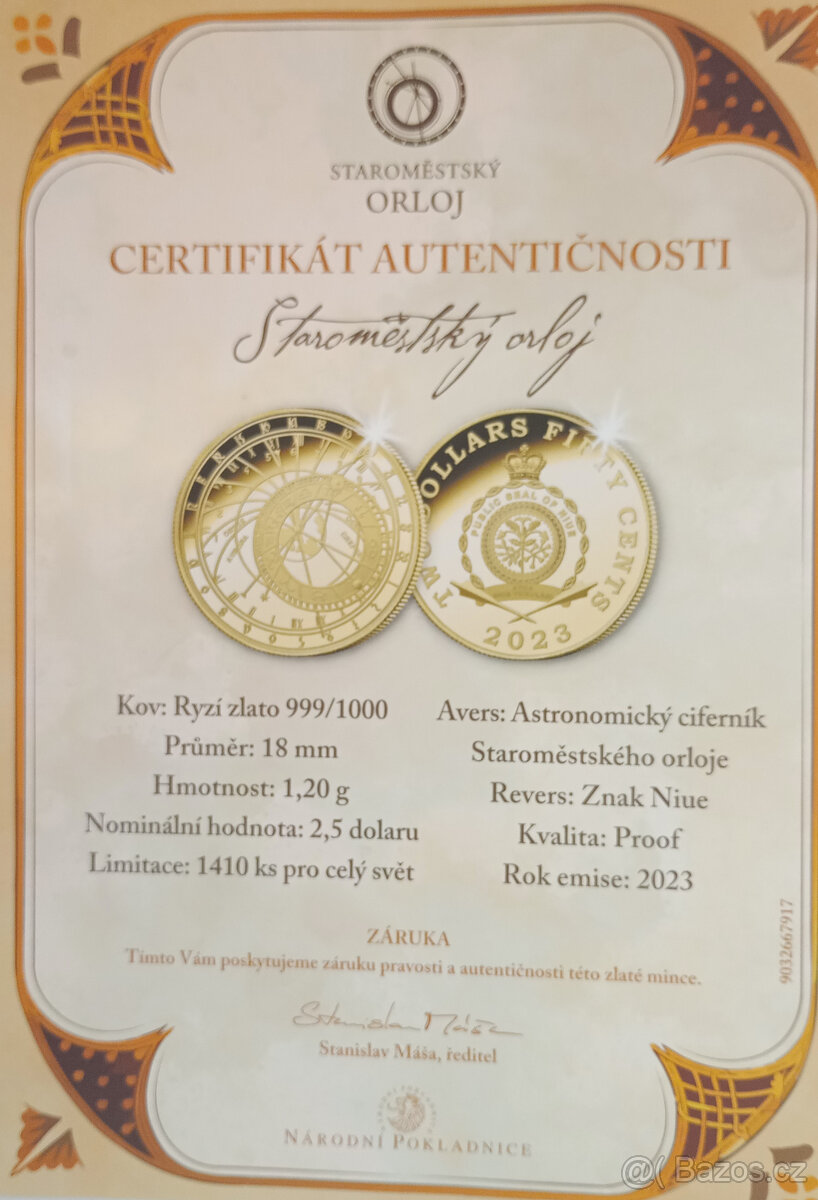 STAROMĚSTSKÝ
ORLOJ
CERTIFIKÁT AUTENTIČNOSTI
Staroměstský orloj
TWO DOLLARS FIFTY CENTS
PUBLIC SEAL OF NIUE
2023
Kov: Ryzí zlato 999/1000
Průměr: 18 mm
Hmotnost: 1,20 g
Nominální hodnota: 2,5 dolaru
Limitace: 1410 ks pro celý svět
Avers: Astronomický ciferník
Staroměstského orloje
Revers: Znak Niue
Kvalita: Proof
Rok emise: 2023
9032667917
ZÁRUKA
Tímto Vám poskytujeme záruku pravosti a autentičnosti této zlaté mince.
Stanislav Máša
Stanislav Máša, ředitel
NÁRODNÍ POKLADNICE
@( Bazos.cz